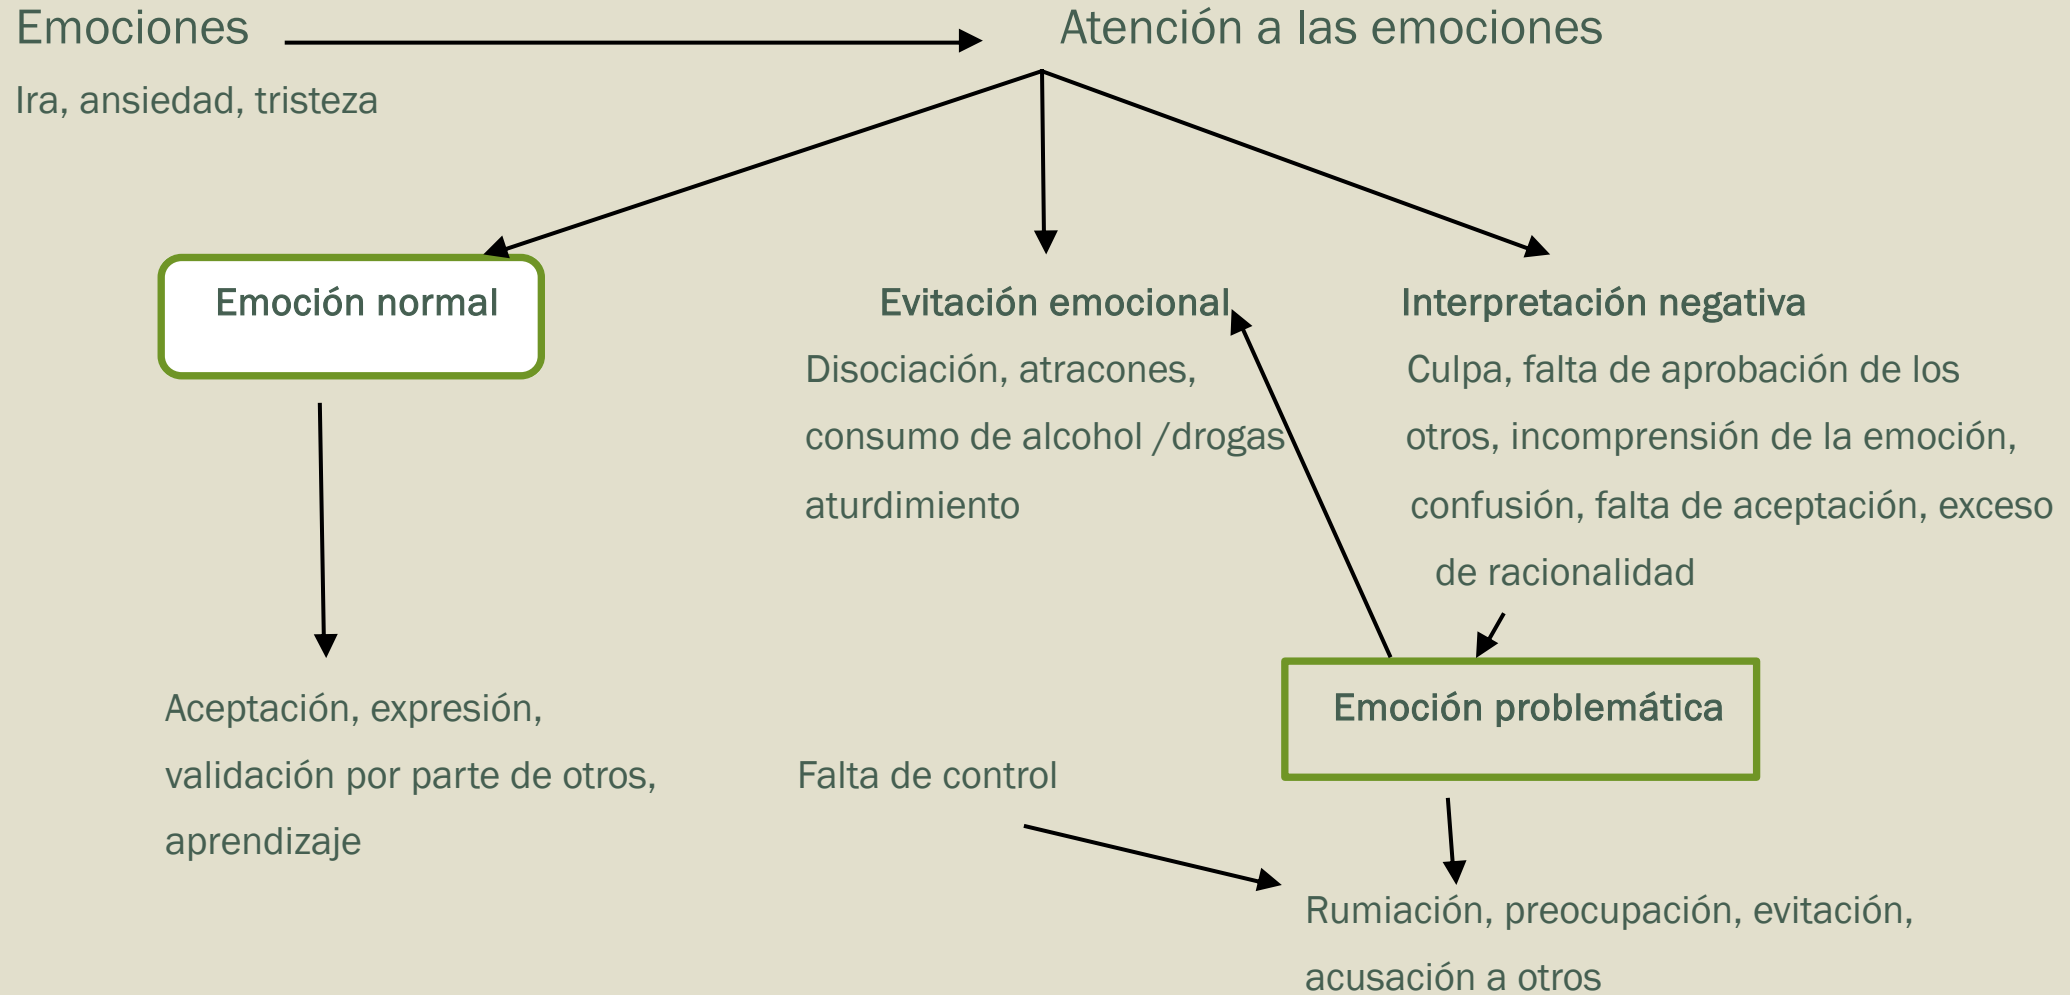 Emociones
Atención a las emociones
Ira, ansiedad, tristeza
Emoción normal
Evitación emocional
Disociación, atracones,
consumo de alcohol /drogas
aturdimiento
Interpretación negativa
Culpa, falta de aprobación de los
otros, incomprensión de la emoción,
confusión, falta de aceptación, exceso
de racionalidad
Aceptación, expresión,
validación por parte de otros,
aprendizaje
Falta de control
Emoción problemática
Rumiación, preocupación, evitación,
acusación a otros